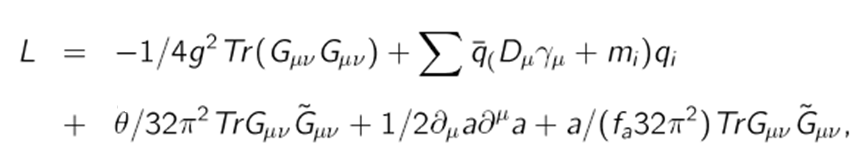 L = −1/4g² Tr(G_μν G_μν) + ∑ q̄₍D_μγ_μ + m_i)q_i
+ θ/32π² TrG_μν G̃_μν + 1/2∂_μa∂^μa + a/(f_a32π²) TrG_μν G̃_μν,